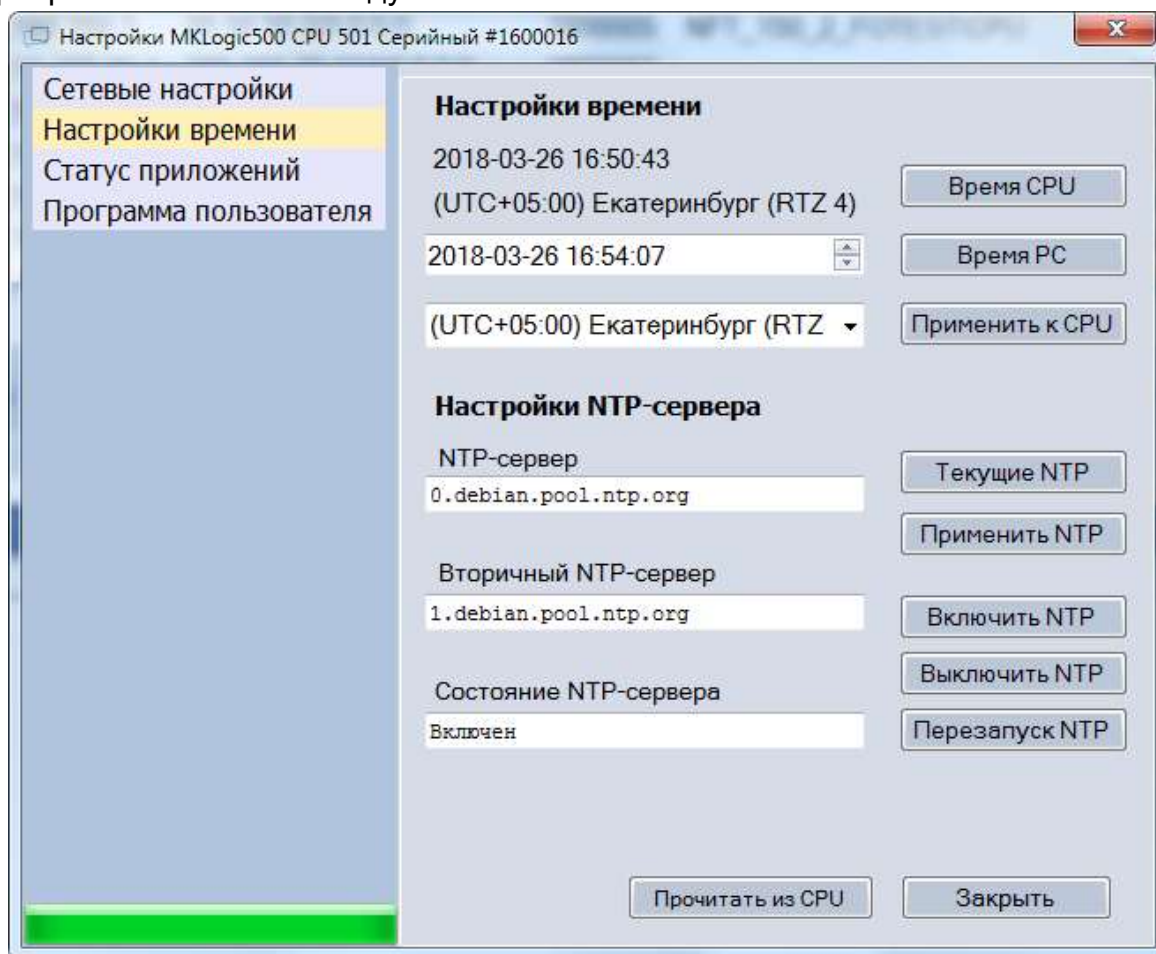 Настройки MKLogic500 CPU 501 Серийный #1600016
Сетевые настройки
Настройки времени
Статус приложений
Программа пользователя
Настройки времени
2018-03-26 16:50:43
(UTC+05:00) Екатеринбург (RTZ 4)
Время CPU
2018-03-26 16:54:07
Время PC
(UTC+05:00) Екатеринбург (RTZ
Применить к CPU
Настройки NTP-сервера
NTP-сервер
0.debian.pool.ntp.org
Текущие NTP
Применить NTP
Вторичный NTP-сервер
1.debian.pool.ntp.org
Включить NTP
Выключить NTP
Состояние NTP-сервера
Включен
Перезапуск NTP
Прочитать из CPU
Закрыть